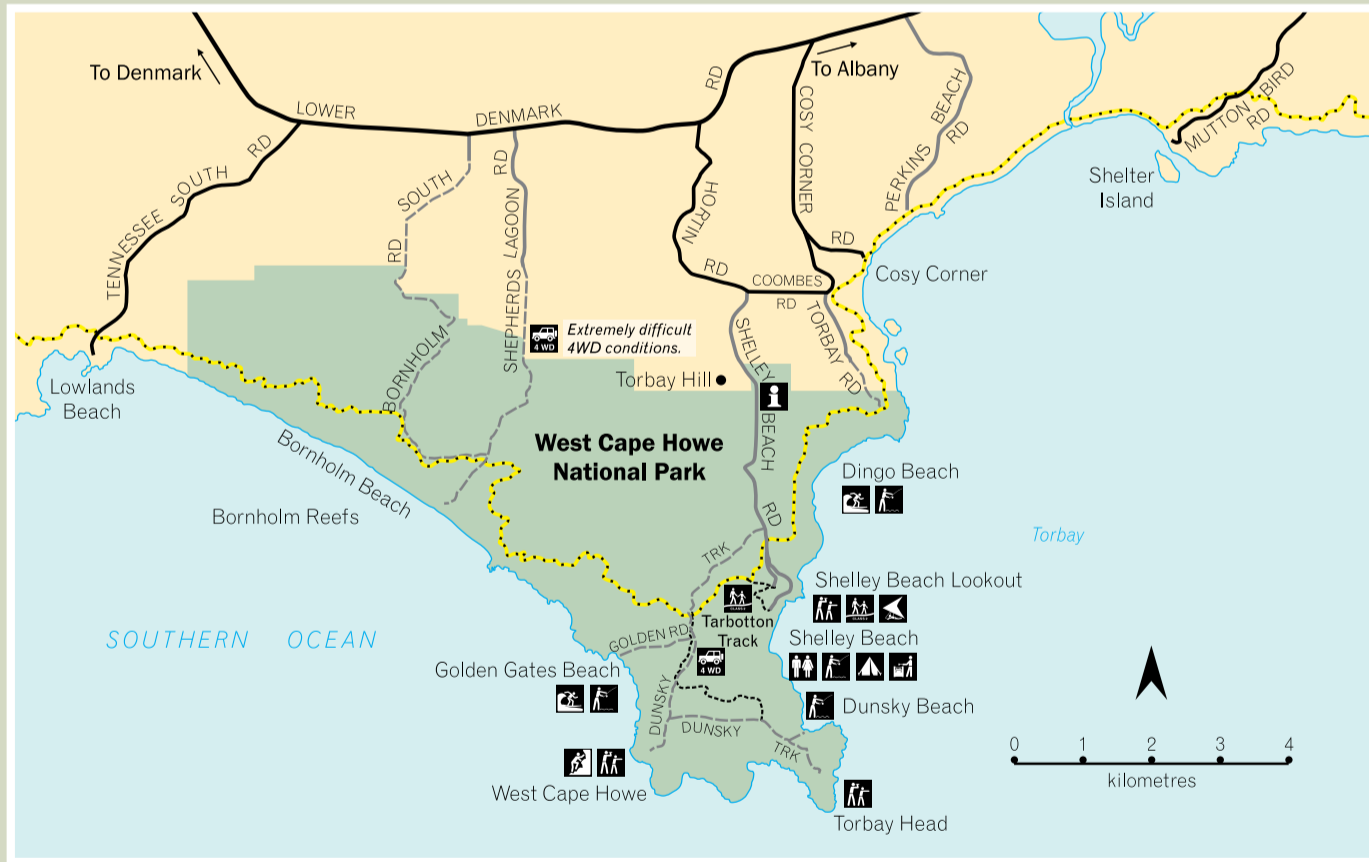 To Denmark
To Albany
LOWER
DENMARK
RD
COSY CORNER
RD
PERKINS BEACH
RD
MUTTON BIRD
RD
TENNESSEE SOUTH RD
SOUTH
RD
BORNHOLM
SHEPHERDS LAGOON
RD
HORTIN
RD
COOMBES
RD
TORBAY RD
SHELLEY
BEACH
RD
Shelter
Island
Cosy Corner
4 WD
Extremely difficult
4WD conditions.
Torbay Hill
i
Lowlands
Beach
West Cape Howe
National Park
Bornholm Beach
Bornholm Reefs
Dingo Beach
Torbay
TRK
Shelley Beach Lookout
Tarbotton
Track
Shelley Beach
SOUTHERN OCEAN
GOLDEN RD
4 WD
Golden Gates Beach
DUNSKY
DUNSKY
TRK
Dunsky Beach
West Cape Howe
Torbay Head
0 1 2 3 4
kilometres